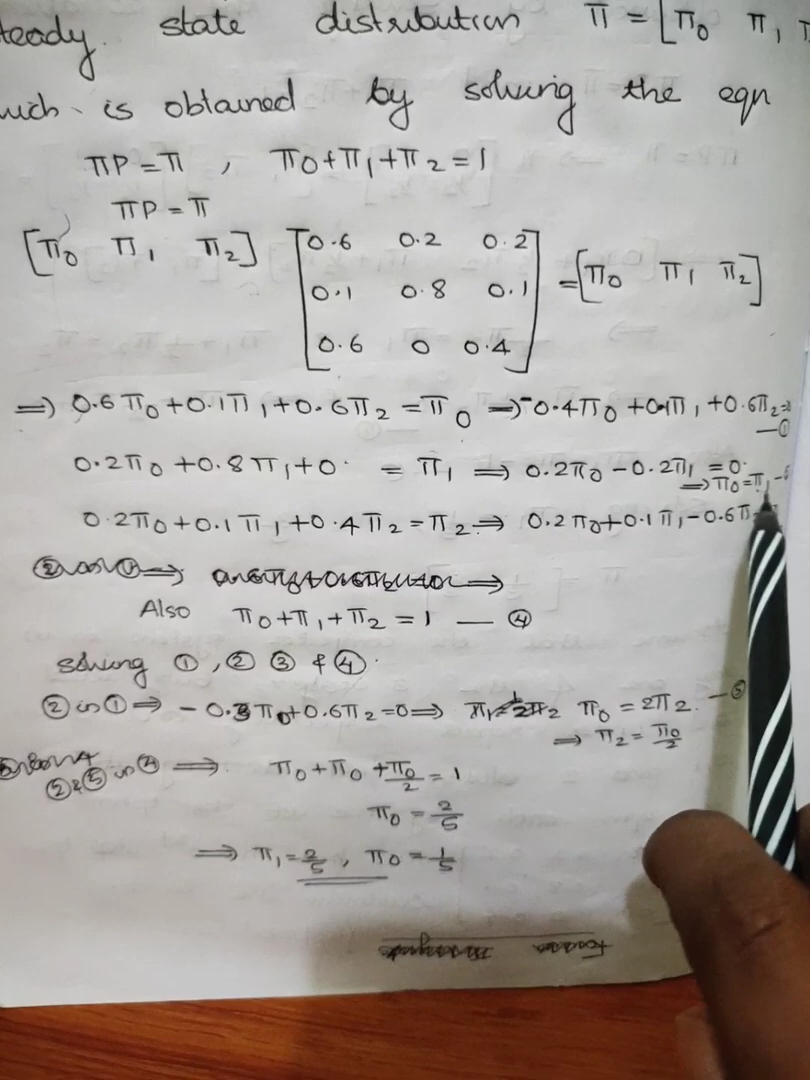 teady state distribution π = [π0 π1 π
uch is obtained by solving the eqn
πP = π , π0+π1+π2 = 1
πP = π
[π0 π1 π2] [0.6 0.2 0.2
0.1 0.8 0.1
0.6 0 0.4] = [π0 π1 π2]
⇒ 0.6π0+0.1π1+0.6π2 = π0 ⇒ -0.4π0+0.1π1+0.6π2= —①
0.2π0+0.8π1+0 = π1 ⇒ 0.2π0-0.2π1 = 0
⇒ π0=π1 -
0.2π0+0.1π1+0.4π2 = π2 ⇒ 0.2π0+0.1π1-0.6π
② in ① ⇒
Also π0+π1+π2 = 1 — ④
solving ①, ② ③ & ④.
② in ① ⇒ -0.3π0+0.6π2=0 ⇒ π0 = 2π2. —⑤
⇒ π2 = π0/2
②&⑤ in ④ ⇒ π0+π0+π0/2 = 1
π0 = 2/5
⇒ π1 = 2/5 , π0 = 1/5